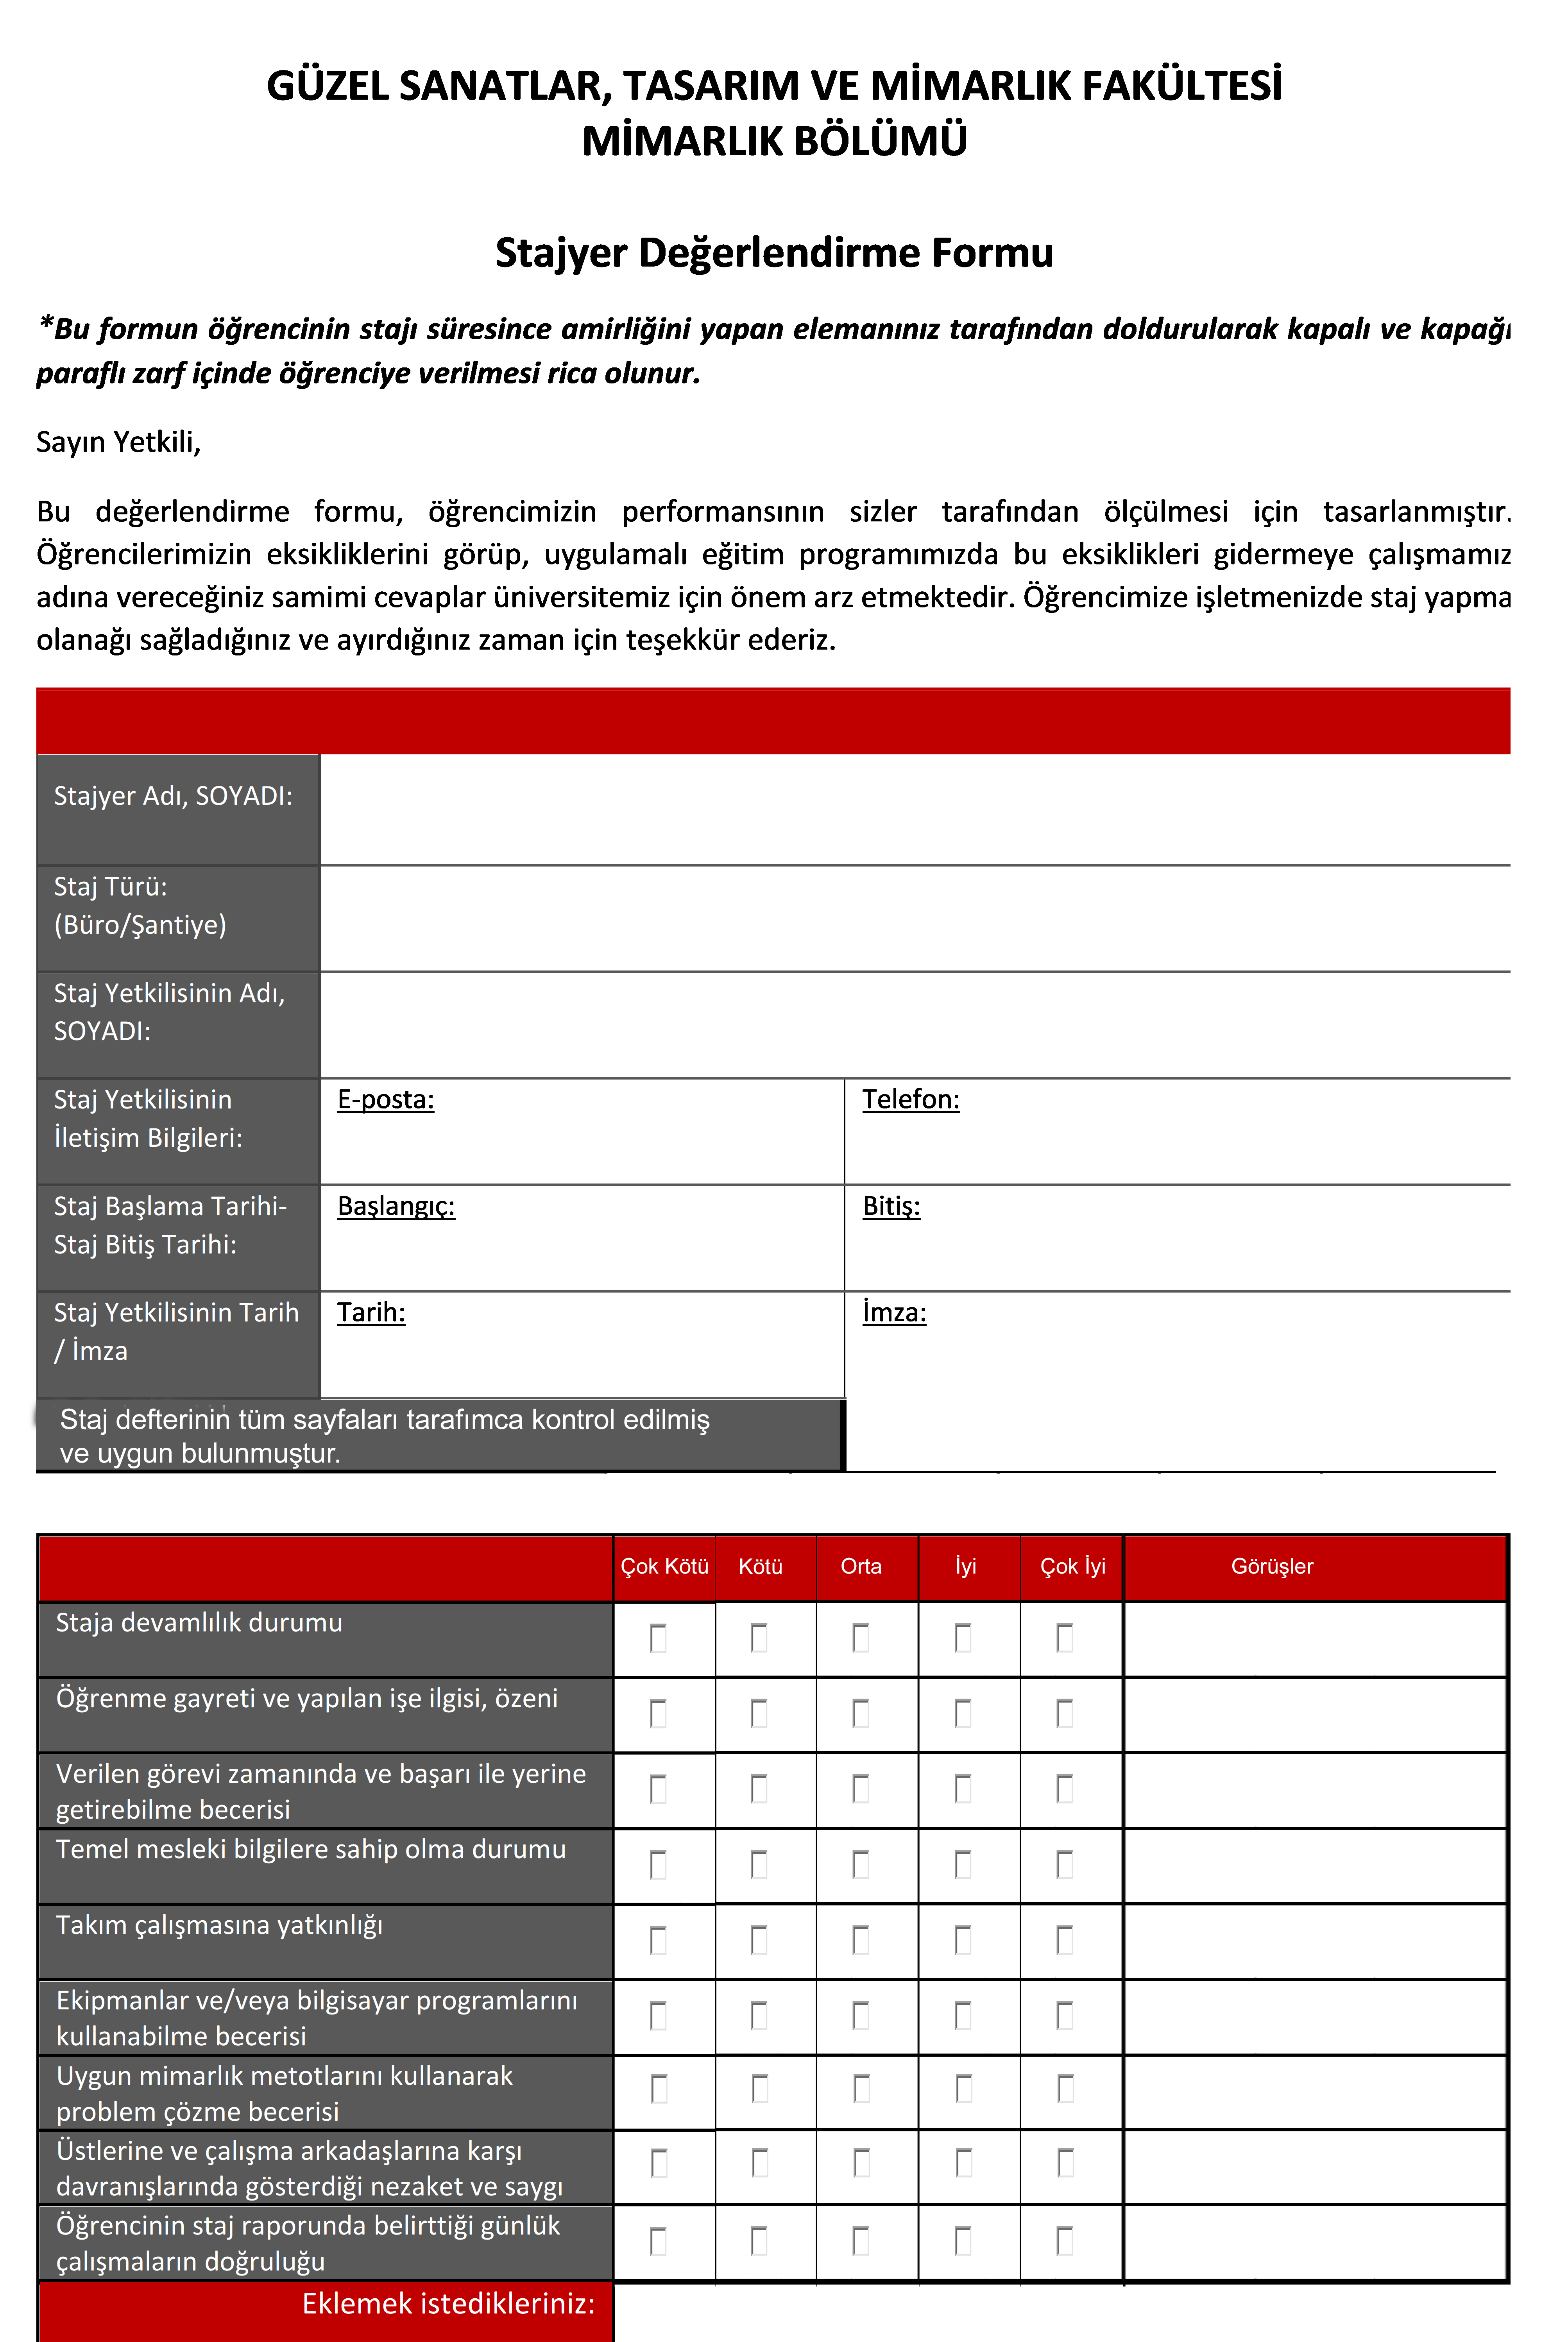 GÜZEL SANATLAR, TASARIM VE MİMARLIK FAKÜLTESİ
MİMARLIK BÖLÜMÜ
Stajyer Değerlendirme Formu
*Bu formun öğrencinin stajı süresince amirliğini yapan elemanınız tarafından doldurularak kapalı ve kapağı
paraflı zarf içinde öğrenciye verilmesi rica olunur.
Sayın Yetkili,
Bu değerlendirme formu, öğrencimizin performansının sizler tarafından ölçülmesi için tasarlanmıştır.
Öğrencilerimizin eksikliklerini görüp, uygulamalı eğitim programımızda bu eksiklikleri gidermeye çalışmamız
adına vereceğiniz samimi cevaplar üniversitemiz için önem arz etmektedir. Öğrencimize işletmenizde staj yapma
olanağı sağladığınız ve ayırdığınız zaman için teşekkür ederiz.
Stajyer Adı, SOYADI:
Staj Türü:
(Büro/Şantiye)
Staj Yetkilisinin Adı,
SOYADI:
Staj Yetkilisinin
İletişim Bilgileri:
E-posta:
Telefon:
Staj Başlama Tarihi-
Staj Bitiş Tarihi:
Başlangıç:
Bitiş:
Staj Yetkilisinin Tarih
/ İmza
Tarih:
İmza:
Staj defterinin tüm sayfaları tarafımca kontrol edilmiş
ve uygun bulunmuştur.
Çok Kötü Kötü Orta İyi Çok İyi Görüşler
Staja devamlılık durumu
Öğrenme gayreti ve yapılan işe ilgisi, özeni
Verilen görevi zamanında ve başarı ile yerine
getirebilme becerisi
Temel mesleki bilgilere sahip olma durumu
Takım çalışmasına yatkınlığı
Ekipmanlar ve/veya bilgisayar programlarını
kullanabilme becerisi
Uygun mimarlık metotlarını kullanarak
problem çözme becerisi
Üstlerine ve çalışma arkadaşlarına karşı
davranışlarında gösterdiği nezaket ve saygı
Öğrencinin staj raporunda belirttiği günlük
çalışmaların doğruluğu
Eklemek istedikleriniz: